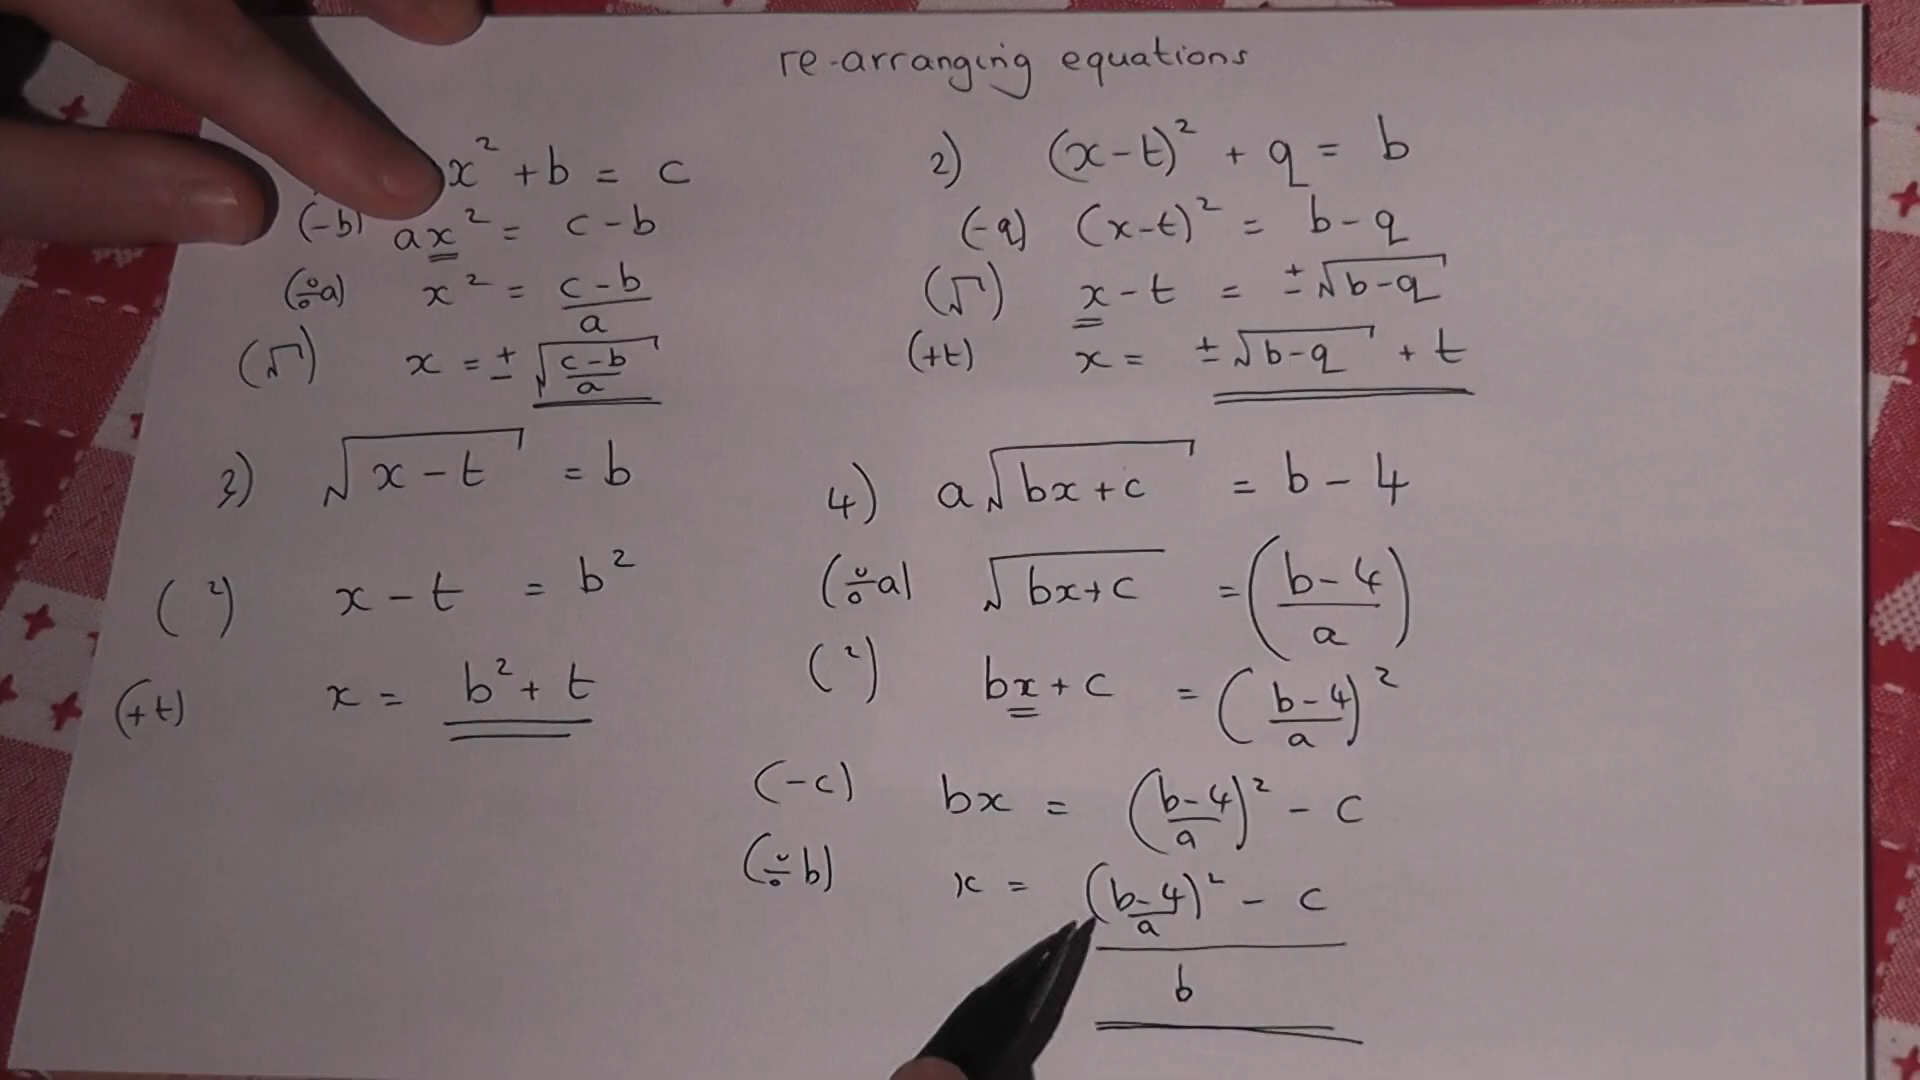 re-arranging equations
x² + b = c
(-b) ax² = c - b
(÷a) x² = (c - b)/a
(√) x = ± √((c-b)/a)
2) (x-t)² + q = b
(-q) (x-t)² = b - q
(√) x - t = ±√(b-q)
(+t) x = ±√(b-q) + t
3) √(x - t) = b
(²) x - t = b²
(+t) x = b² + t
4) a√(bx + c) = b - 4
(÷a) √(bx+c) = ((b-4)/a)
(²) bx + c = ((b-4)/a)²
(-c) bx = ((b-4)/a)² - c
(÷b) x = (((b-4)/a)² - c)/b